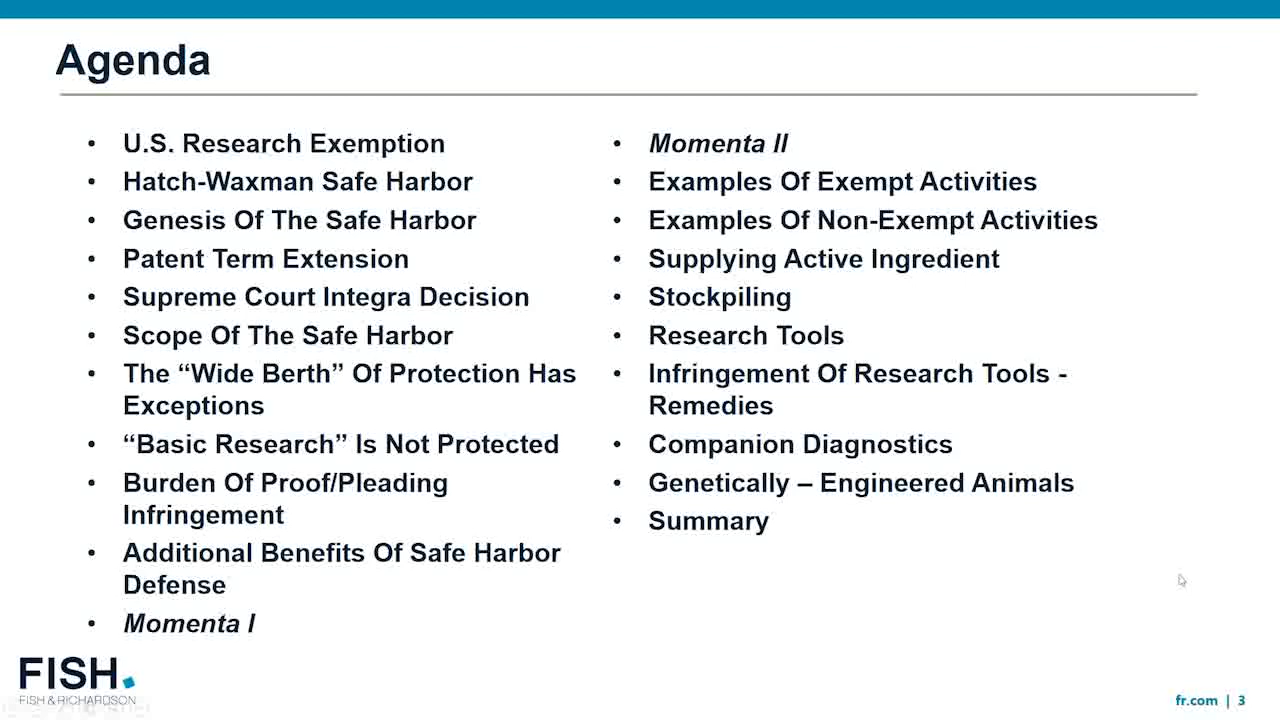 Agenda
• U.S. Research Exemption
• Hatch-Waxman Safe Harbor
• Genesis Of The Safe Harbor
• Patent Term Extension
• Supreme Court Integra Decision
• Scope Of The Safe Harbor
• The “Wide Berth” Of Protection Has
Exceptions
• “Basic Research” Is Not Protected
• Burden Of Proof/Pleading
Infringement
• Additional Benefits Of Safe Harbor
Defense
• Momenta I
• Momenta II
• Examples Of Exempt Activities
• Examples Of Non-Exempt Activities
• Supplying Active Ingredient
• Stockpiling
• Research Tools
• Infringement Of Research Tools -
Remedies
• Companion Diagnostics
• Genetically – Engineered Animals
• Summary
FISH.
FISH & RICHARDSON
fr.com | 3